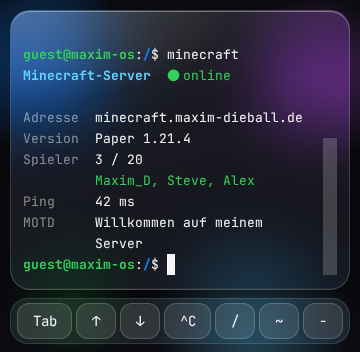 guest@maxim-os:/$ minecraft
Minecraft-Server ● online
Adresse minecraft.maxim-dieball.de
Version Paper 1.21.4
Spieler 3 / 20
Maxim_D, Steve, Alex
Ping 42 ms
MOTD Willkommen auf meinem
Server
guest@maxim-os:/$
Tab ↑ ↓ ^C / ~ -